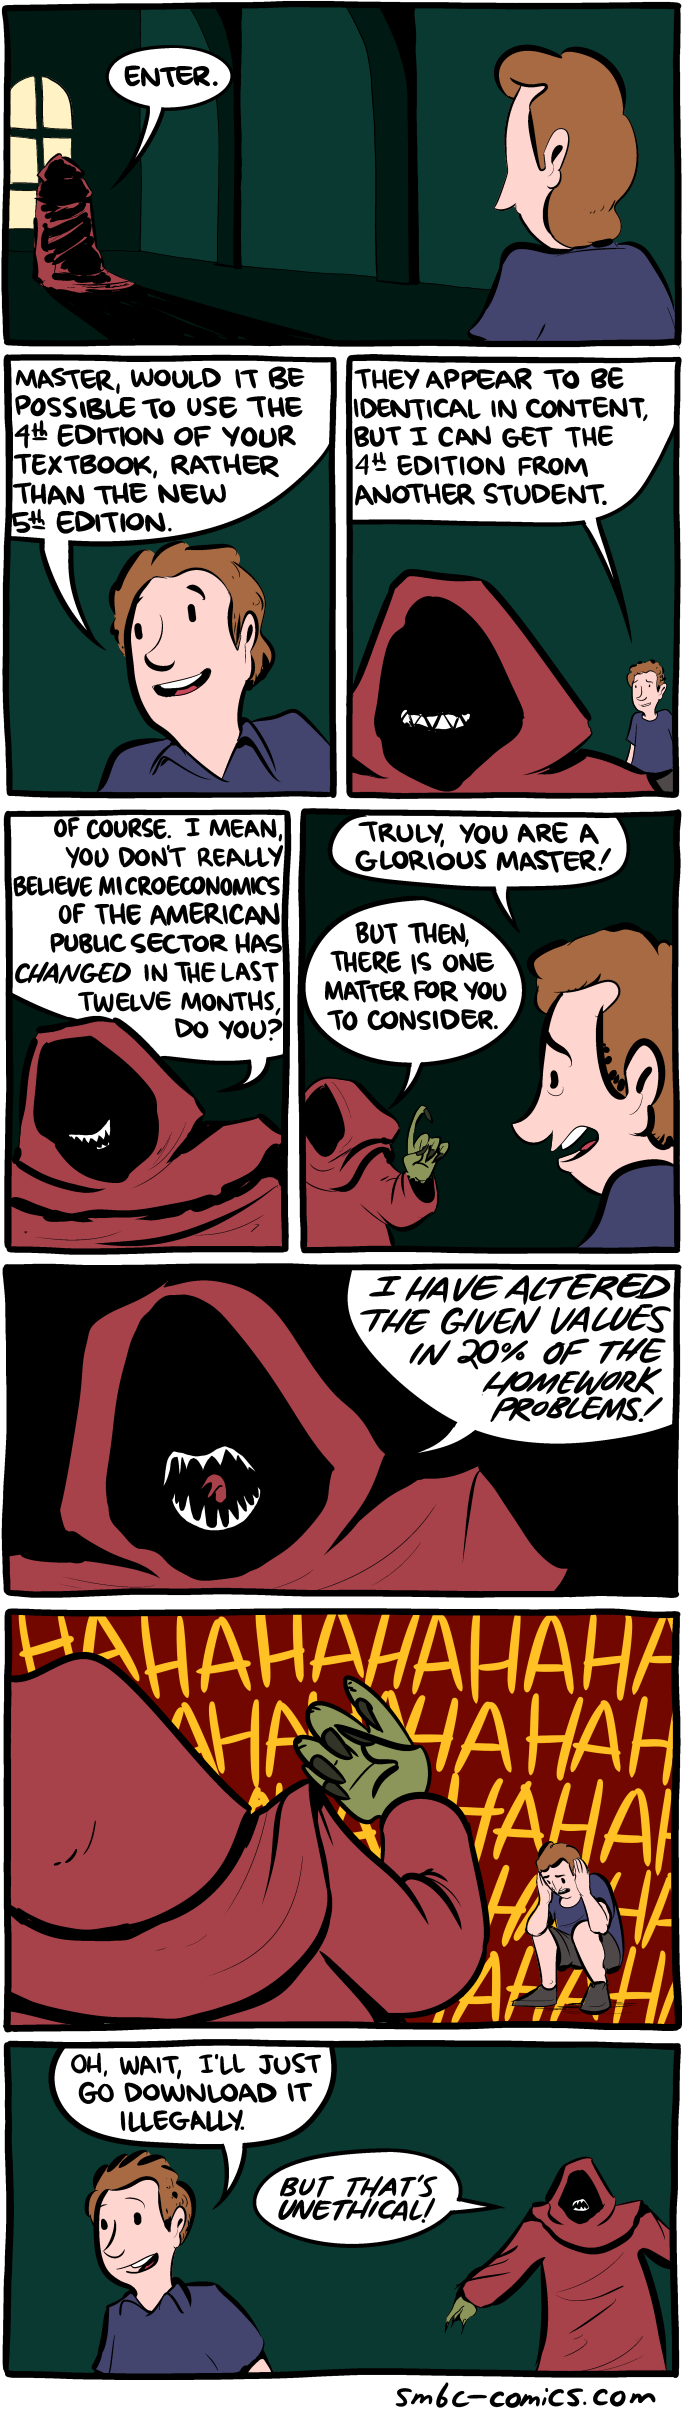 ENTER.
MASTER, WOULD IT BE
POSSIBLE TO USE THE
4th EDITION OF YOUR
TEXTBOOK, RATHER
THAN THE NEW
5th EDITION.
THEY APPEAR TO BE
IDENTICAL IN CONTENT,
BUT I CAN GET THE
4th EDITION FROM
ANOTHER STUDENT.
OF COURSE. I MEAN,
YOU DON'T REALLY
BELIEVE MICROECONOMICS
OF THE AMERICAN
PUBLIC SECTOR HAS
CHANGED IN THE LAST
TWELVE MONTHS,
DO YOU?
TRULY, YOU ARE A
GLORIOUS MASTER!
BUT THEN,
THERE IS ONE
MATTER FOR YOU
TO CONSIDER.
I HAVE ALTERED
THE GIVEN VALUES
IN 20% OF THE
HOMEWORK
PROBLEMS!
HAHAHAHAHAHA
AHAHAHAHAH
HAHAHAHA
HAHA
AHAHAH
OH, WAIT, I'LL JUST
GO DOWNLOAD IT
ILLEGALLY.
BUT THAT'S
UNETHICAL!
smbc-comics.com